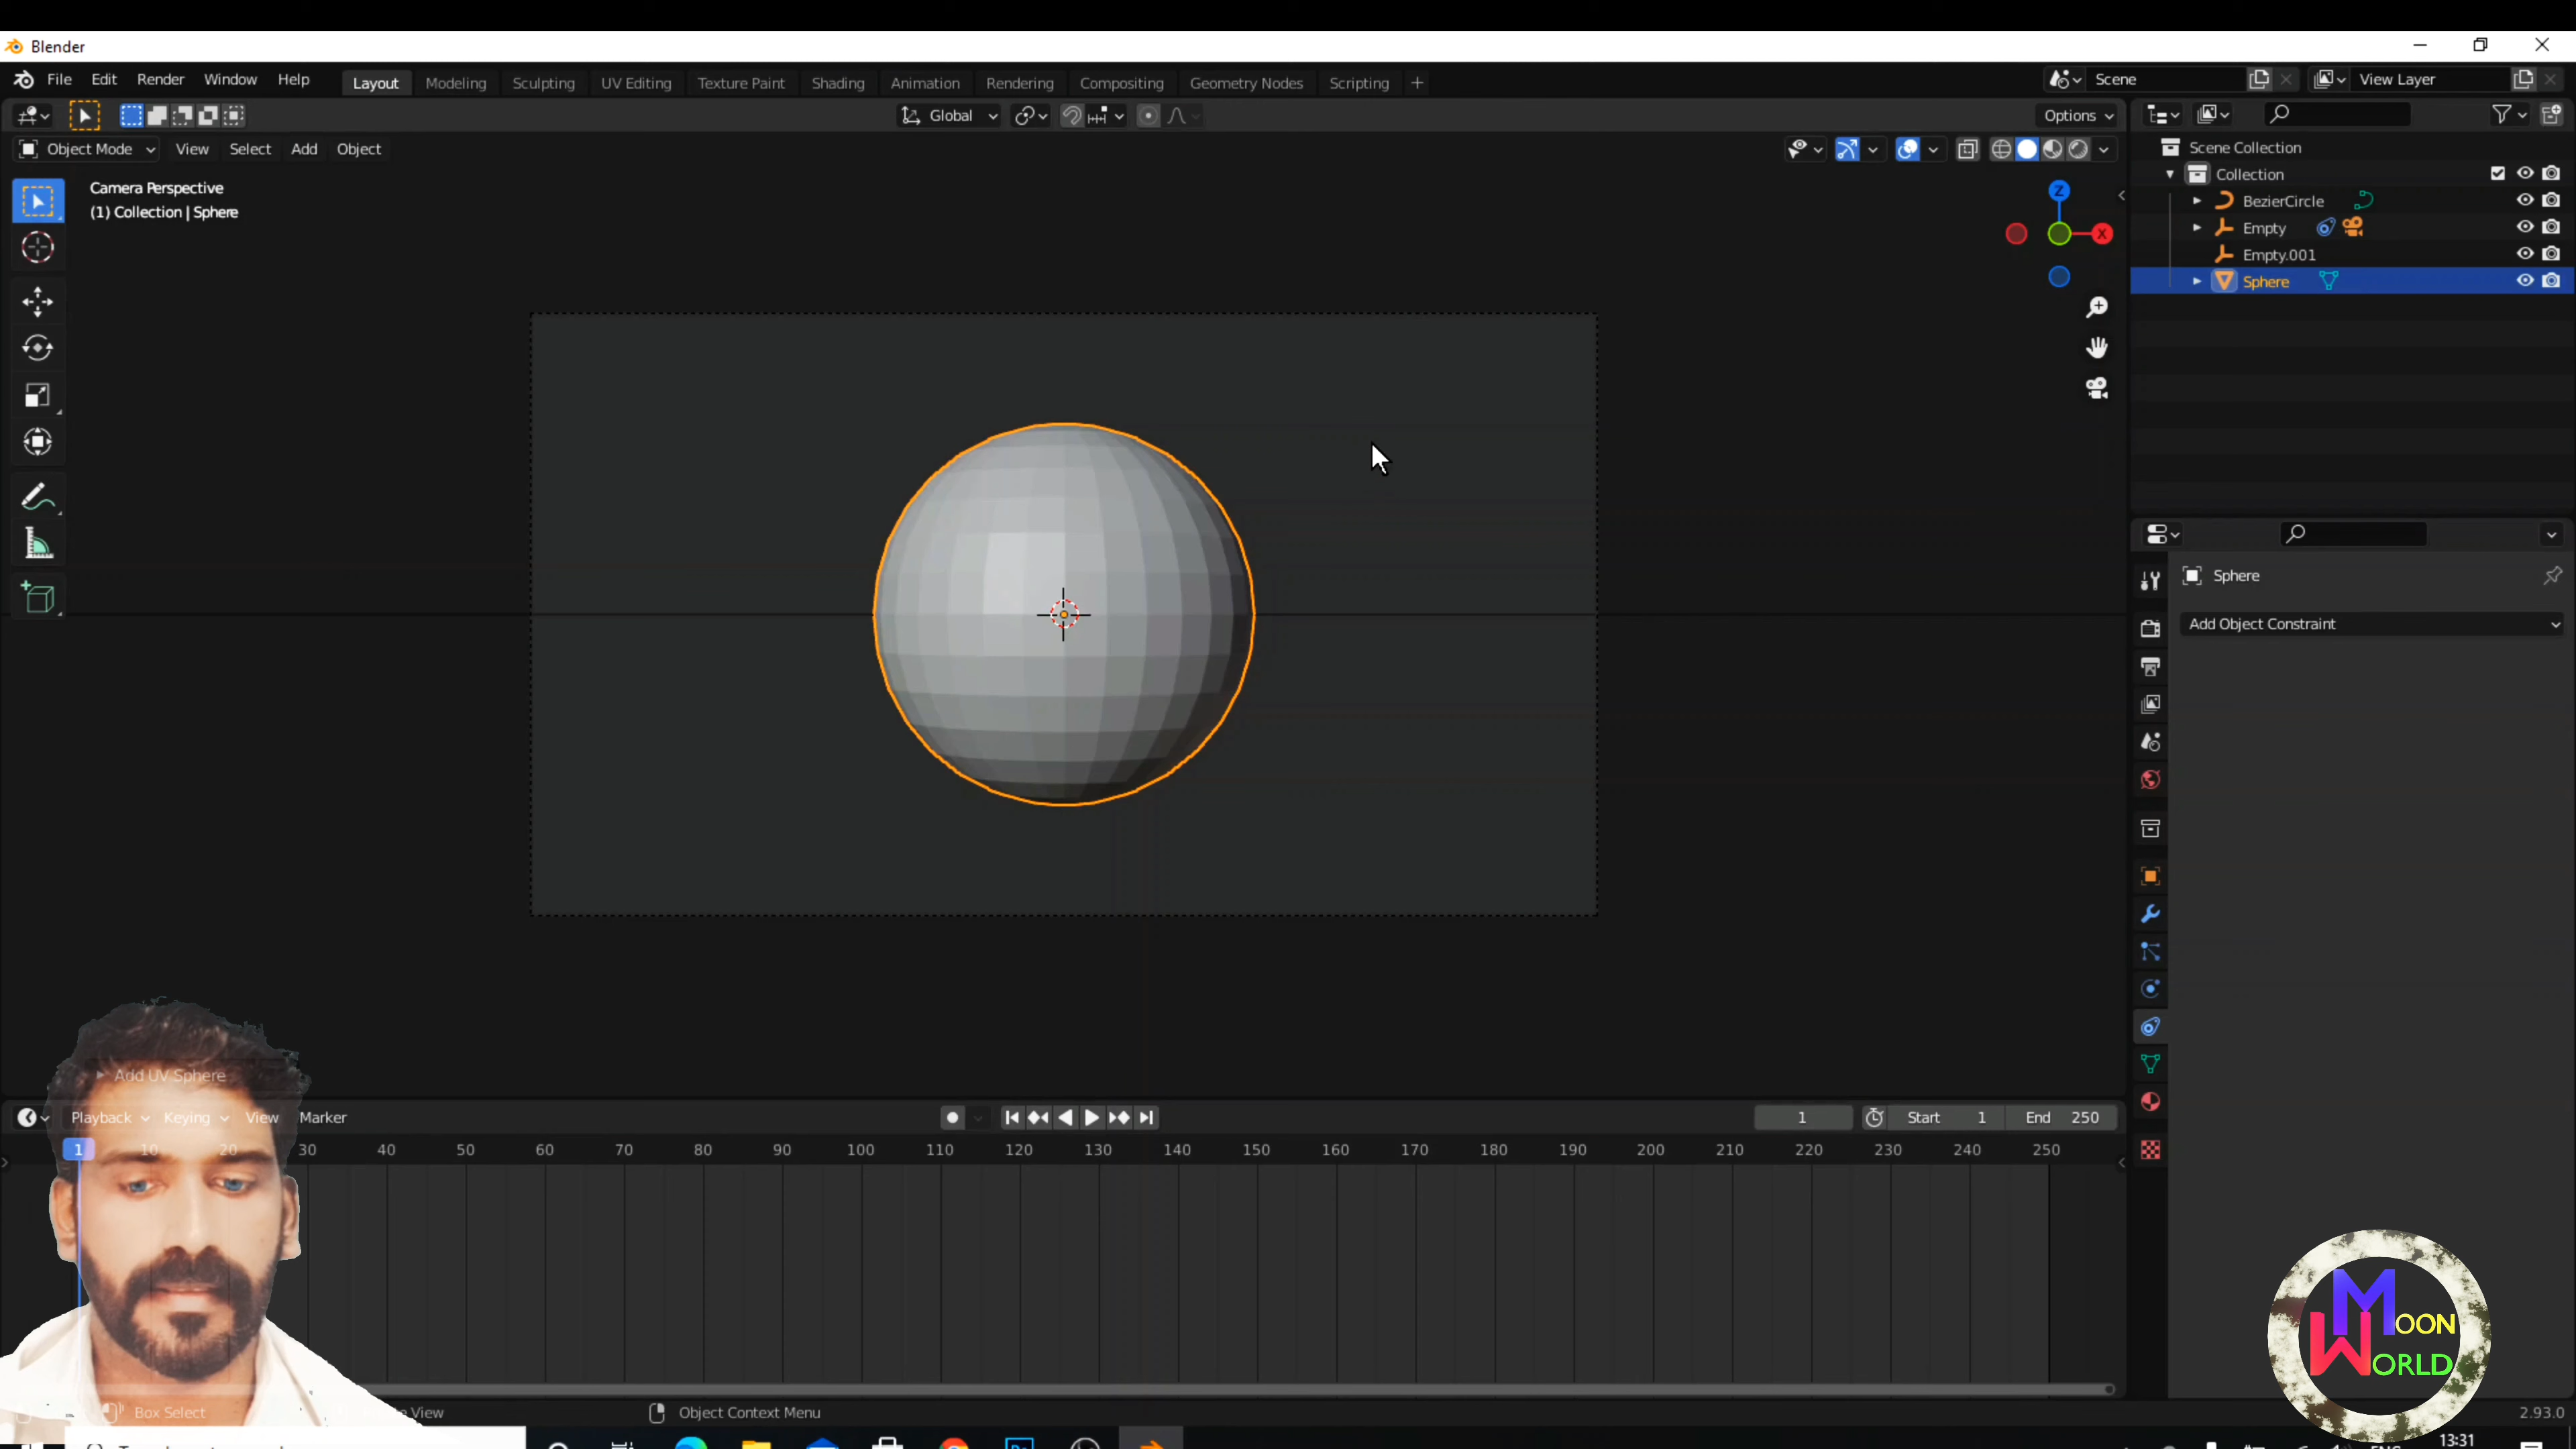 Blender
File Edit Render Window Help Layout Modeling Sculpting UV Editing Texture Paint Shading Animation Rendering Compositing Geometry Nodes Scripting + Scene View Layer
Global Options
Object Mode View Select Add Object
Camera Perspective
(1) Collection | Sphere
Z
X
Scene Collection
Collection
BezierCircle
Empty
Empty.001
Sphere
Sphere
Add Object Constraint
Add UV Sphere
Playback Keying View Marker 1 Start 1 End 250
1 10 20 30 40 50 60 70 80 90 100 110 120 130 140 150 160 170 180 190 200 210 220 230 240 250
MOON
WORLD
Box Select View Object Context Menu 2.93.0
13:31